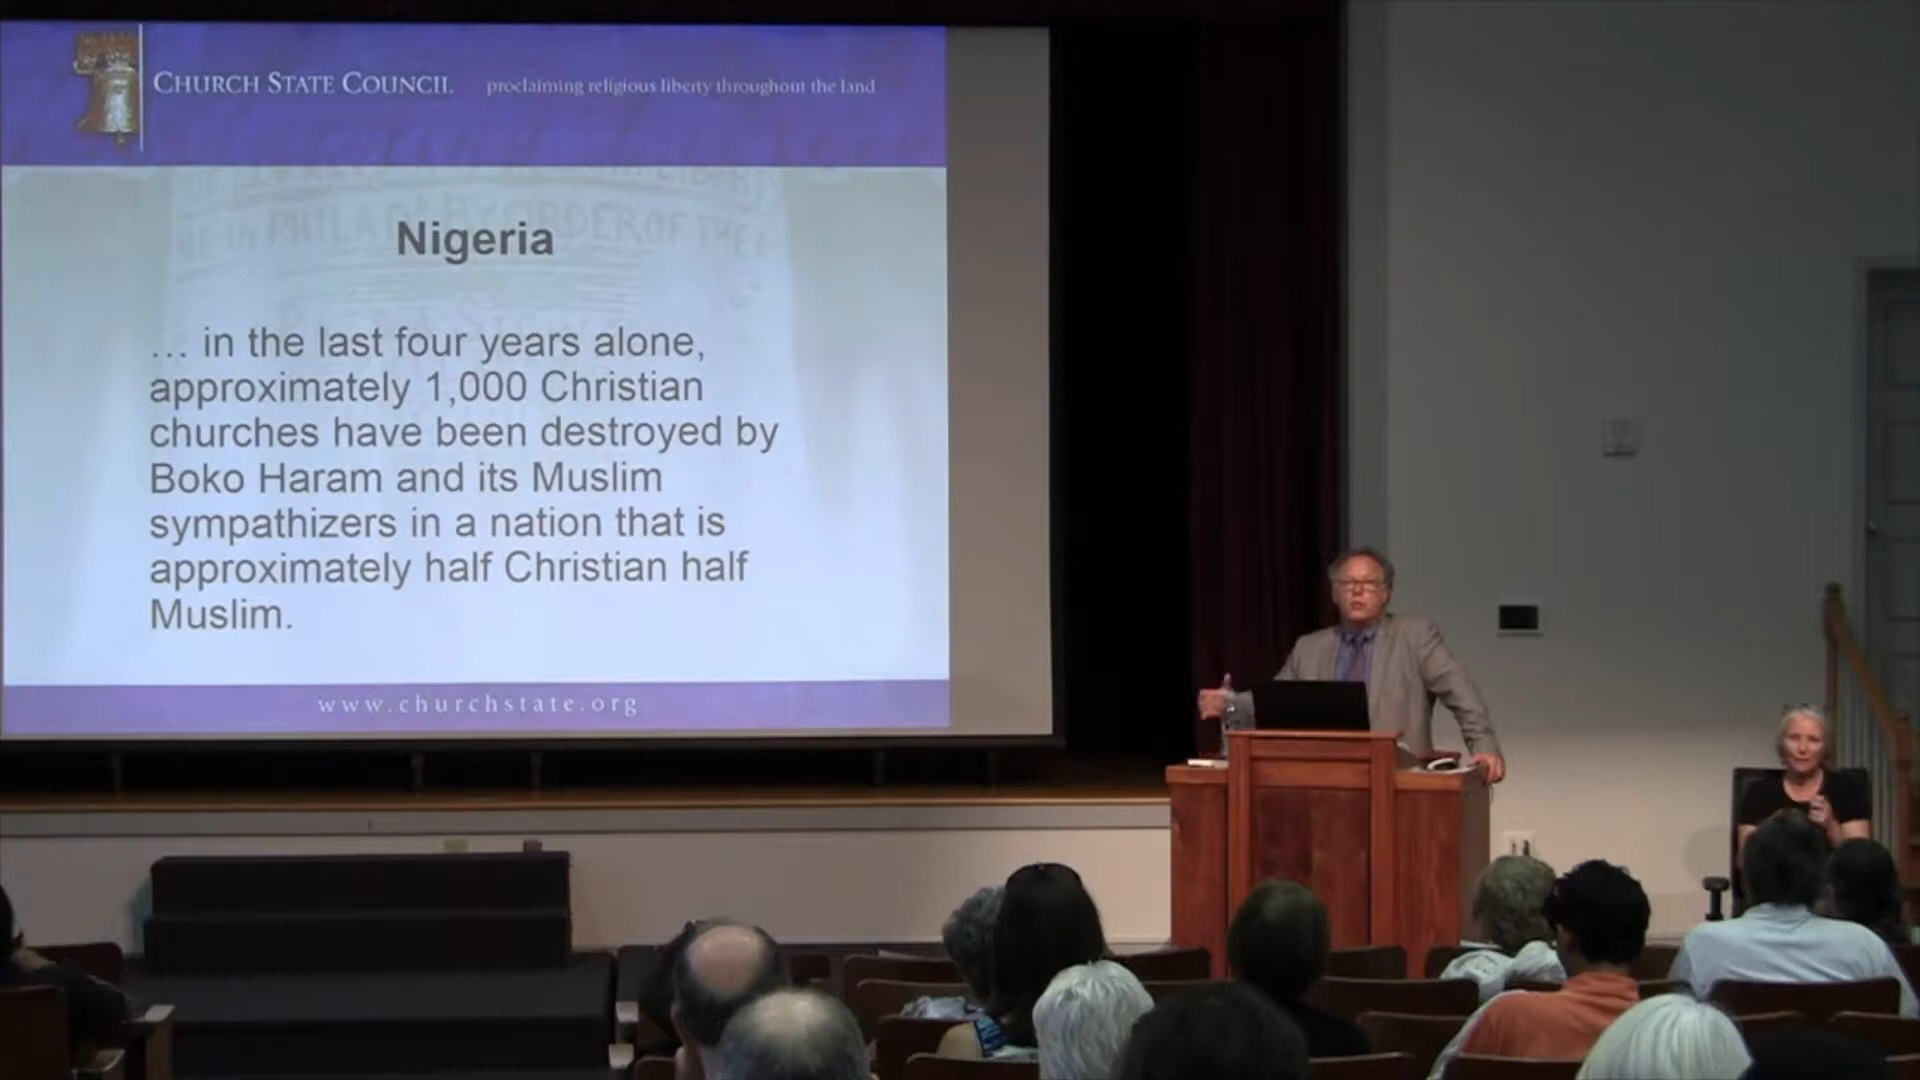 CHURCH STATE COUNCIL proclaiming religious liberty throughout the land
Nigeria
... in the last four years alone,
approximately 1,000 Christian
churches have been destroyed by
Boko Haram and its Muslim
sympathizers in a nation that is
approximately half Christian half
Muslim.
www.churchstate.org